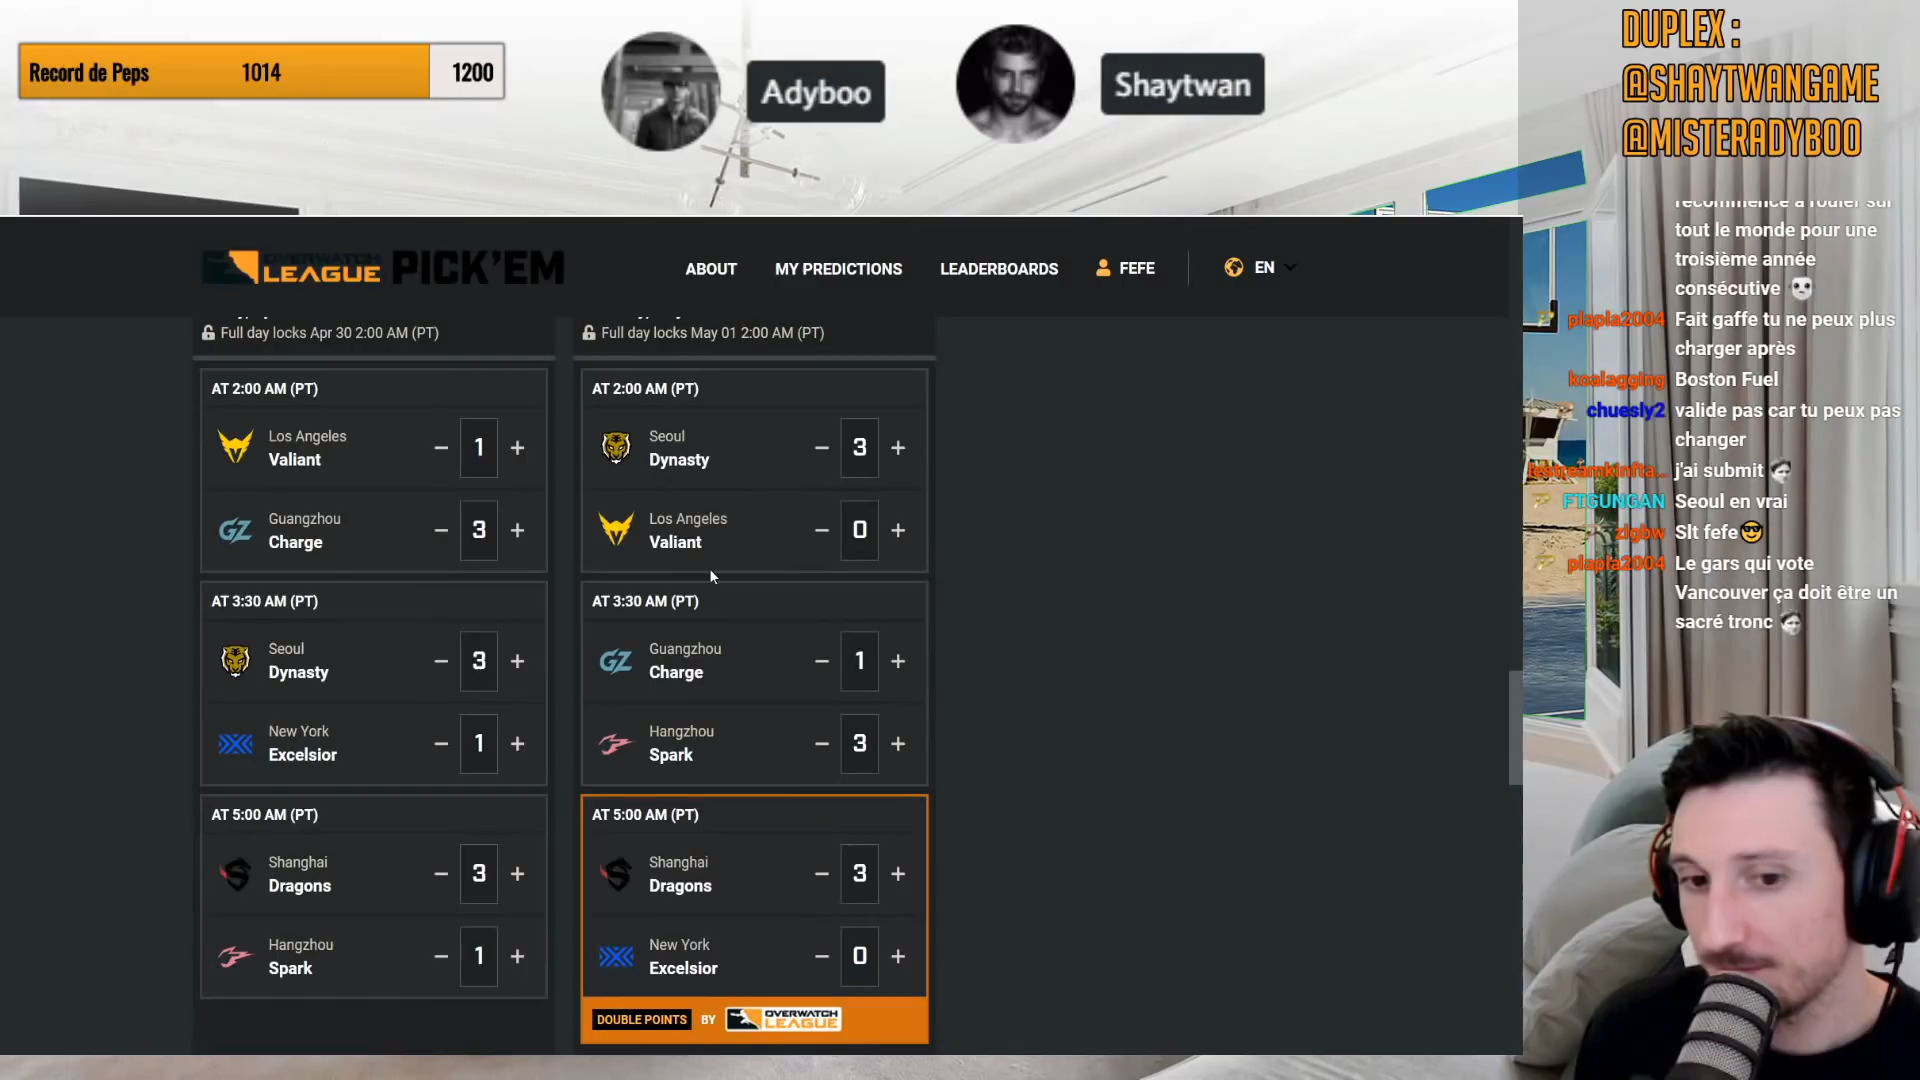 Record de Peps 1014 1200
Adyboo
Shaytwan
DUPLEX :
@SHAYTWANGAME
@MISTERADYBOO
OVERWATCH
LEAGUE PICK'EM
ABOUT
MY PREDICTIONS
LEADERBOARDS
FEFE
EN
Full day locks Apr 30 2:00 AM (PT)
AT 2:00 AM (PT)
Los Angeles
Valiant
− 1 +
Guangzhou
Charge
− 3 +
AT 3:30 AM (PT)
Seoul
Dynasty
− 3 +
New York
Excelsior
− 1 +
AT 5:00 AM (PT)
Shanghai
Dragons
− 3 +
Hangzhou
Spark
− 1 +
Full day locks May 01 2:00 AM (PT)
AT 2:00 AM (PT)
Seoul
Dynasty
− 3 +
Los Angeles
Valiant
− 0 +
AT 3:30 AM (PT)
Guangzhou
Charge
− 1 +
Hangzhou
Spark
− 3 +
AT 5:00 AM (PT)
Shanghai
Dragons
− 3 +
New York
Excelsior
− 0 +
DOUBLE POINTS BY OVERWATCH
LEAGUE
recommence à rouler sur
tout le monde pour une
troisième année
consécutive
plapla2004 Fait gaffe tu ne peux plus
charger après
koalagging Boston Fuel
chuesly2 valide pas car tu peux pas
changer
lestreamkinfta.. j'ai submit
FTGUNGAN Seoul en vrai
zigbw Slt fefe
plapla2004 Le gars qui vote
Vancouver ça doit être un
sacré tronc